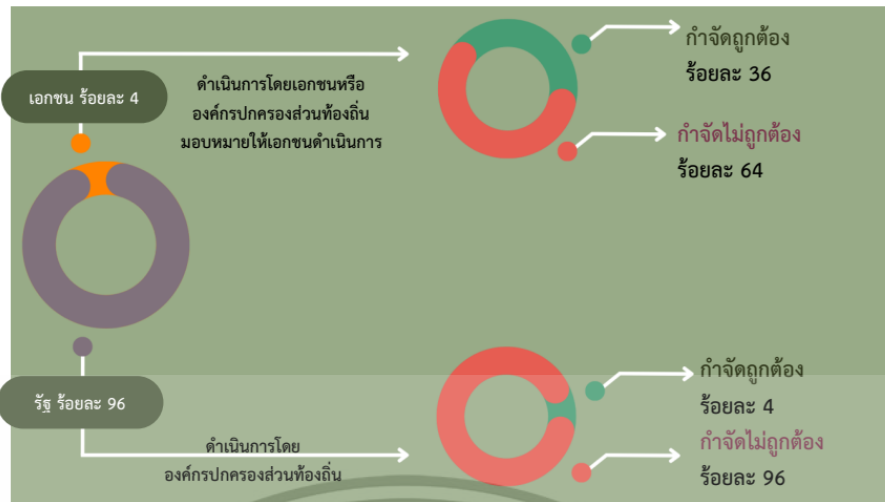 เอกชน ร้อยละ 4
ดำเนินการโดยเอกชนหรือ
องค์กรปกครองส่วนท้องถิ่น
มอบหมายให้เอกชนดำเนินการ
กำจัดถูกต้อง
ร้อยละ 36
กำจัดไม่ถูกต้อง
ร้อยละ 64
รัฐ ร้อยละ 96
ดำเนินการโดย
องค์กรปกครองส่วนท้องถิ่น
กำจัดถูกต้อง
ร้อยละ 4
กำจัดไม่ถูกต้อง
ร้อยละ 96